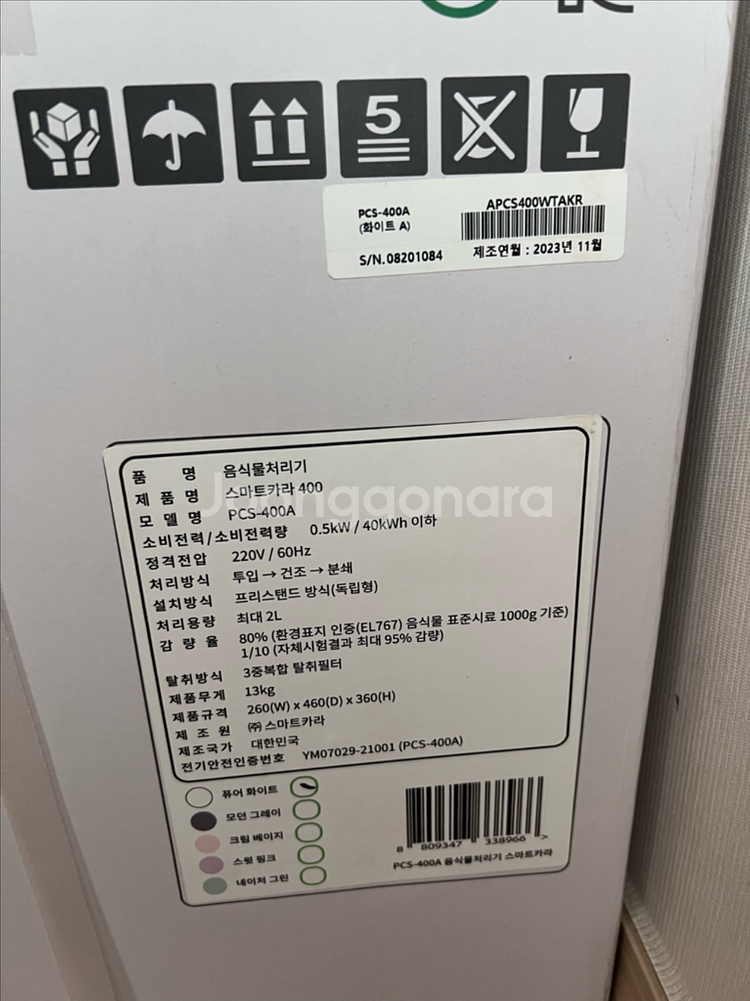 5
PCS-400A
(화이트 A)
S/N.08201084
APCS400WTAKR
제조연월 : 2023년 11월
품 명 음식물처리기
제 품 명 스마트카라 400
모 델 명 PCS-400A
소비전력/소비전력량 0.5kW / 40kWh 이하
정격전압 220V / 60Hz
처리방식 투입 → 건조 → 분쇄
설치방식 프리스탠드 방식(독립형)
처리용량 최대 2L
감 량 율 80% (환경표지 인증(EL767) 음식물 표준시료 1000g 기준)
1/10 (자체시험결과 최대 95% 감량)
탈취방식 3중복합 탈취필터
제품무게 13kg
제품규격 260(W) x 460(D) x 360(H)
제 조 원 ㈜스마트카라
제조국가 대한민국
전기안전인증번호 YM07029-21001 (PCS-400A)
퓨어 화이트
모던 그레이
크림 베이지
스윗 핑크
네이처 그린
8 809347 338966 >
PCS-400A 음식물처리기 스마트카라
Joonggonara